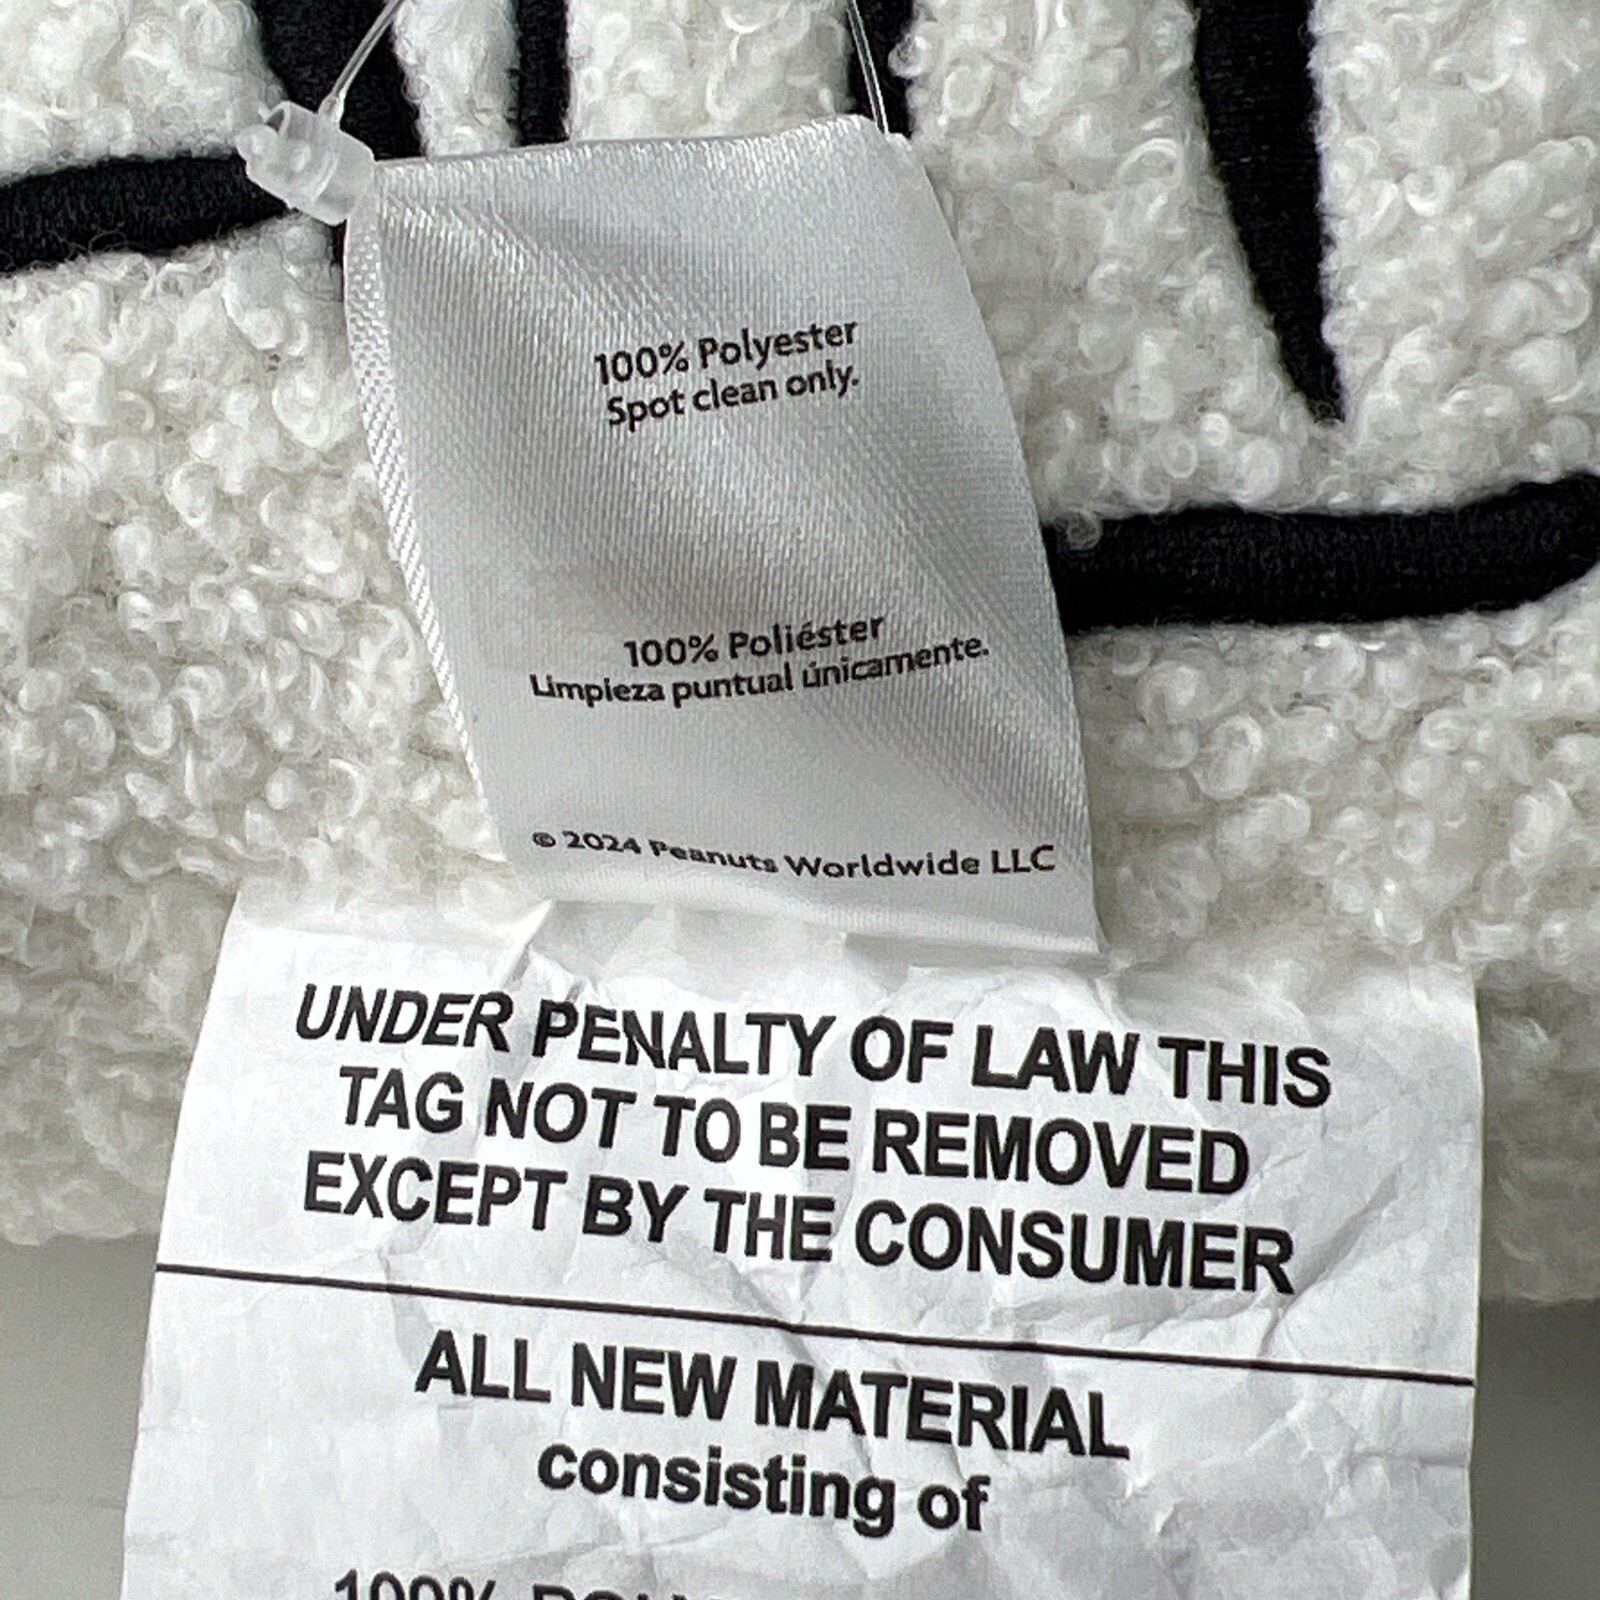 100% Polyester
Spot clean only.
100% Poliéster
Limpieza puntual únicamente.
© 2024 Peanuts Worldwide LLC
UNDER PENALTY OF LAW THIS
TAG NOT TO BE REMOVED
EXCEPT BY THE CONSUMER
ALL NEW MATERIAL
consisting of
100%